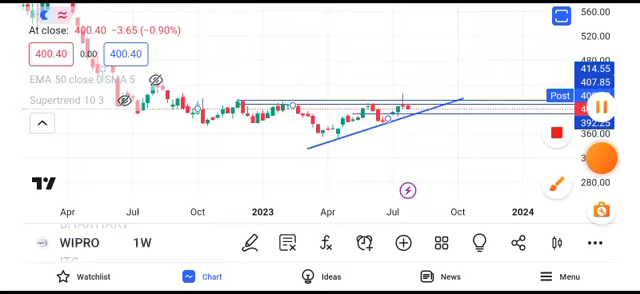 560.00
At close: 400.40 −3.65 (−0.90%)
520.00
400.40 0.00 400.40
480.00
EMA 50 close 0 SMA 5
414.55
407.85
Supertrend 10 3
Post
392.25
360.00
280.00
Apr Jul Oct 2023 Apr Jul Oct 2024
WIPRO 1W
ITC
Watchlist Chart Ideas News Menu